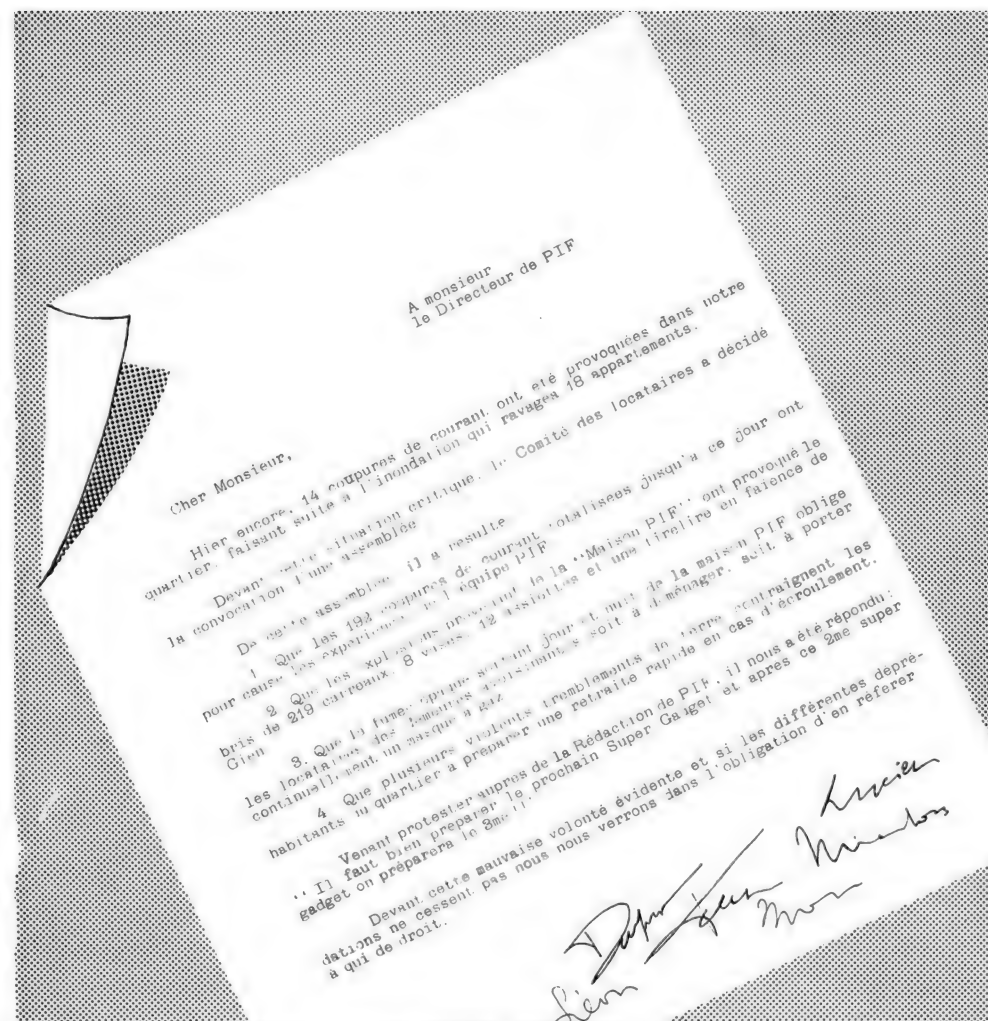 A monsieur
le Directeur de PIF
Cher Monsieur,
Hier encore, 14 coupures de courant ont été provoquées dans notre
quartier, faisant suite à l'inondation qui ravagea 18 appartements.
Devant cette situation critique, le Comité des locataires a décidé
la convocation d'une assemblée
De cette assemblée, il a resulté
1 Que les 192 coupures de courant totalisées jusqu'a ce jour ont
pour cause les expériences de l'équipe PIF
2 Que les explosions provenant de la "Maison PIF" ont provoqué le
bris de 219 carreaux, 8 vases, 12 assiettes et une tirelire en faïence de
Gien
3. Que la fumée opaque sortant jour et nuit de la maison PIF oblige
les locataires des demeures avoisinants soit à déménager, soit à porter
continuellement un masque à gaz
4 Que plusieurs violents tremblements de terre contraignent les
habitants du quartier à préparer une retraite rapide en cas d'écroulement.
Venant protester auprès de la Rédaction de PIF, il nous a été répondu:
"Il faut bien préparer le prochain Super Gadget et après ce 2me super
gadget on préparera le 3me"!
Devant cette mauvaise volonté évidente et si les différentes dépré-
dations ne cessent pas nous nous verrons dans l'obligation d'en référer
à qui de droit.
Lucien
Léon